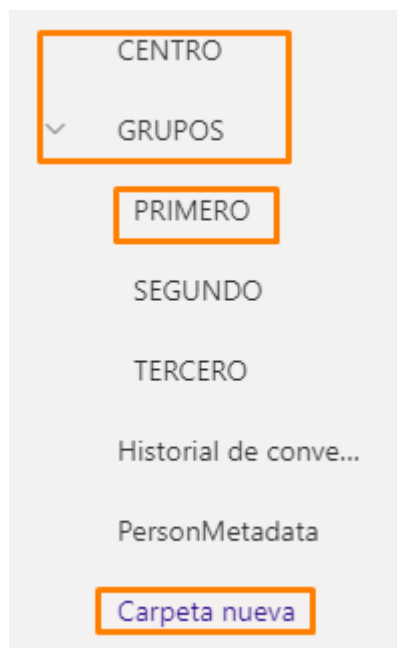 CENTRO
GRUPOS
PRIMERO
SEGUNDO
TERCERO
Historial de conve...
PersonMetadata
Carpeta nueva